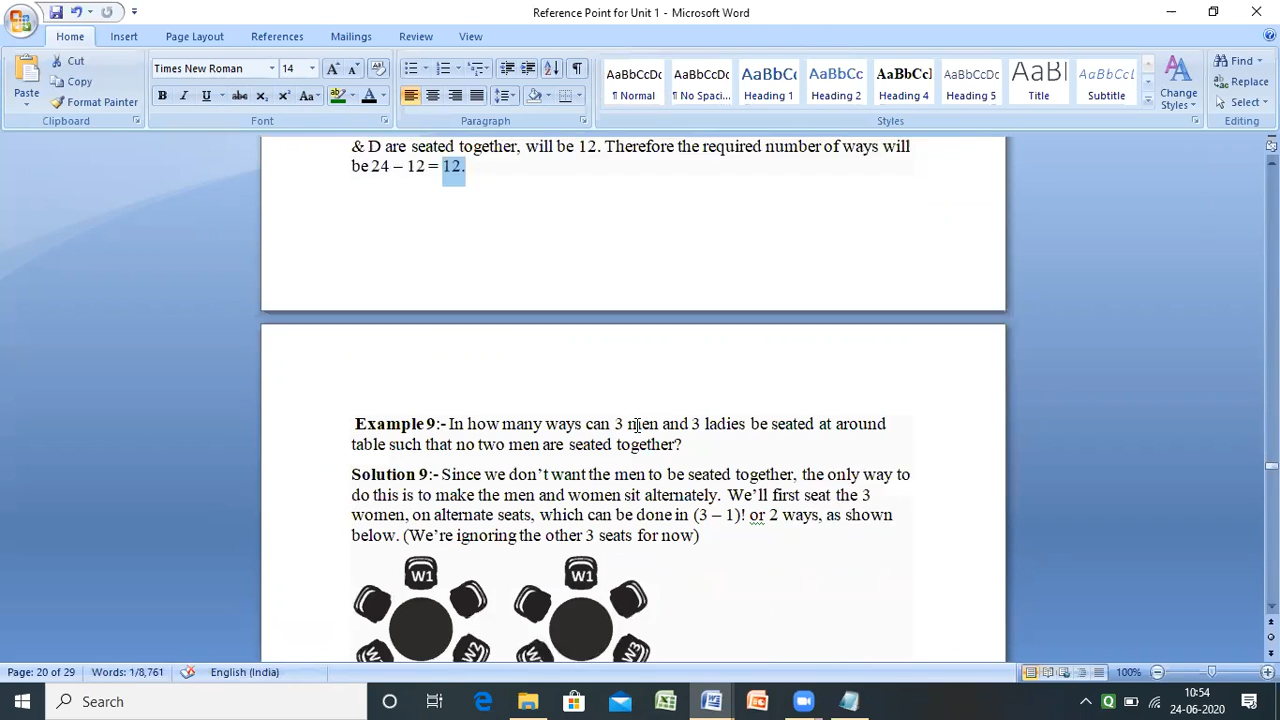 Reference Point for Unit 1 - Microsoft Word
Home Insert Page Layout References Mailings Review View
Paste
Cut
Copy
Format Painter
Clipboard
Times New Roman 14
Font
Paragraph
AaBbCcDc AaBbCcDc AaBbCc AaBbCc AaBbCc AaBbCcDc AaBl AaBbCcL
¶ Normal ¶ No Spaci... Heading 1 Heading 2 Heading 4 Heading 5 Title Subtitle
Change Styles
Styles
Find
Replace
Select
Editing
& D are seated together, will be 12. Therefore the required number of ways will
be 24 – 12 = 12.
Example 9:- In how many ways can 3 men and 3 ladies be seated at around
table such that no two men are seated together?
Solution 9:- Since we don't want the men to be seated together, the only way to
do this is to make the men and women sit alternately. We'll first seat the 3
women, on alternate seats, which can be done in (3 – 1)! or 2 ways, as shown
below. (We're ignoring the other 3 seats for now)
W1 W1
W2 W3
Page: 20 of 29 Words: 1/8,761 English (India) 100%
Search
10:54
24-06-2020